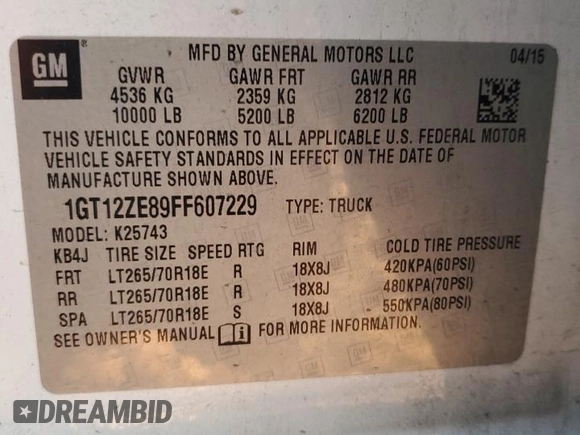 GM
®
MFD BY GENERAL MOTORS LLC
04/15
GVWR GAWR FRT GAWR RR
4536 KG 2359 KG 2812 KG
10000 LB 5200 LB 6200 LB
THIS VEHICLE CONFORMS TO ALL APPLICABLE U.S. FEDERAL MOTOR
VEHICLE SAFETY STANDARDS IN EFFECT ON THE DATE OF
MANUFACTURE SHOWN ABOVE.
1GT12ZE89FF607229 TYPE: TRUCK
MODEL: K25743
KB4J TIRE SIZE SPEED RTG RIM COLD TIRE PRESSURE
FRT LT265/70R18E R 18X8J 420KPA(60PSI)
RR LT265/70R18E R 18X8J 480KPA(70PSI)
SPA LT265/70R18E S 18X8J 550KPA(80PSI)
SEE OWNER'S MANUAL FOR MORE INFORMATION.
DREAMBID